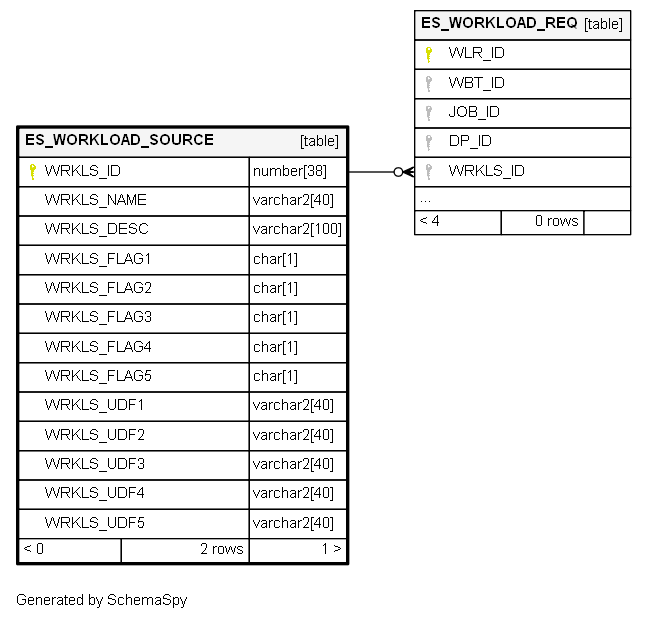 ES_WORKLOAD_REQ [table]
WLR_ID
WBT_ID
JOB_ID
DP_ID
WRKLS_ID
...
< 4 0 rows
ES_WORKLOAD_SOURCE [table]
WRKLS_ID number[38]
WRKLS_NAME varchar2[40]
WRKLS_DESC varchar2[100]
WRKLS_FLAG1 char[1]
WRKLS_FLAG2 char[1]
WRKLS_FLAG3 char[1]
WRKLS_FLAG4 char[1]
WRKLS_FLAG5 char[1]
WRKLS_UDF1 varchar2[40]
WRKLS_UDF2 varchar2[40]
WRKLS_UDF3 varchar2[40]
WRKLS_UDF4 varchar2[40]
WRKLS_UDF5 varchar2[40]
< 0 2 rows 1 >
Generated by SchemaSpy